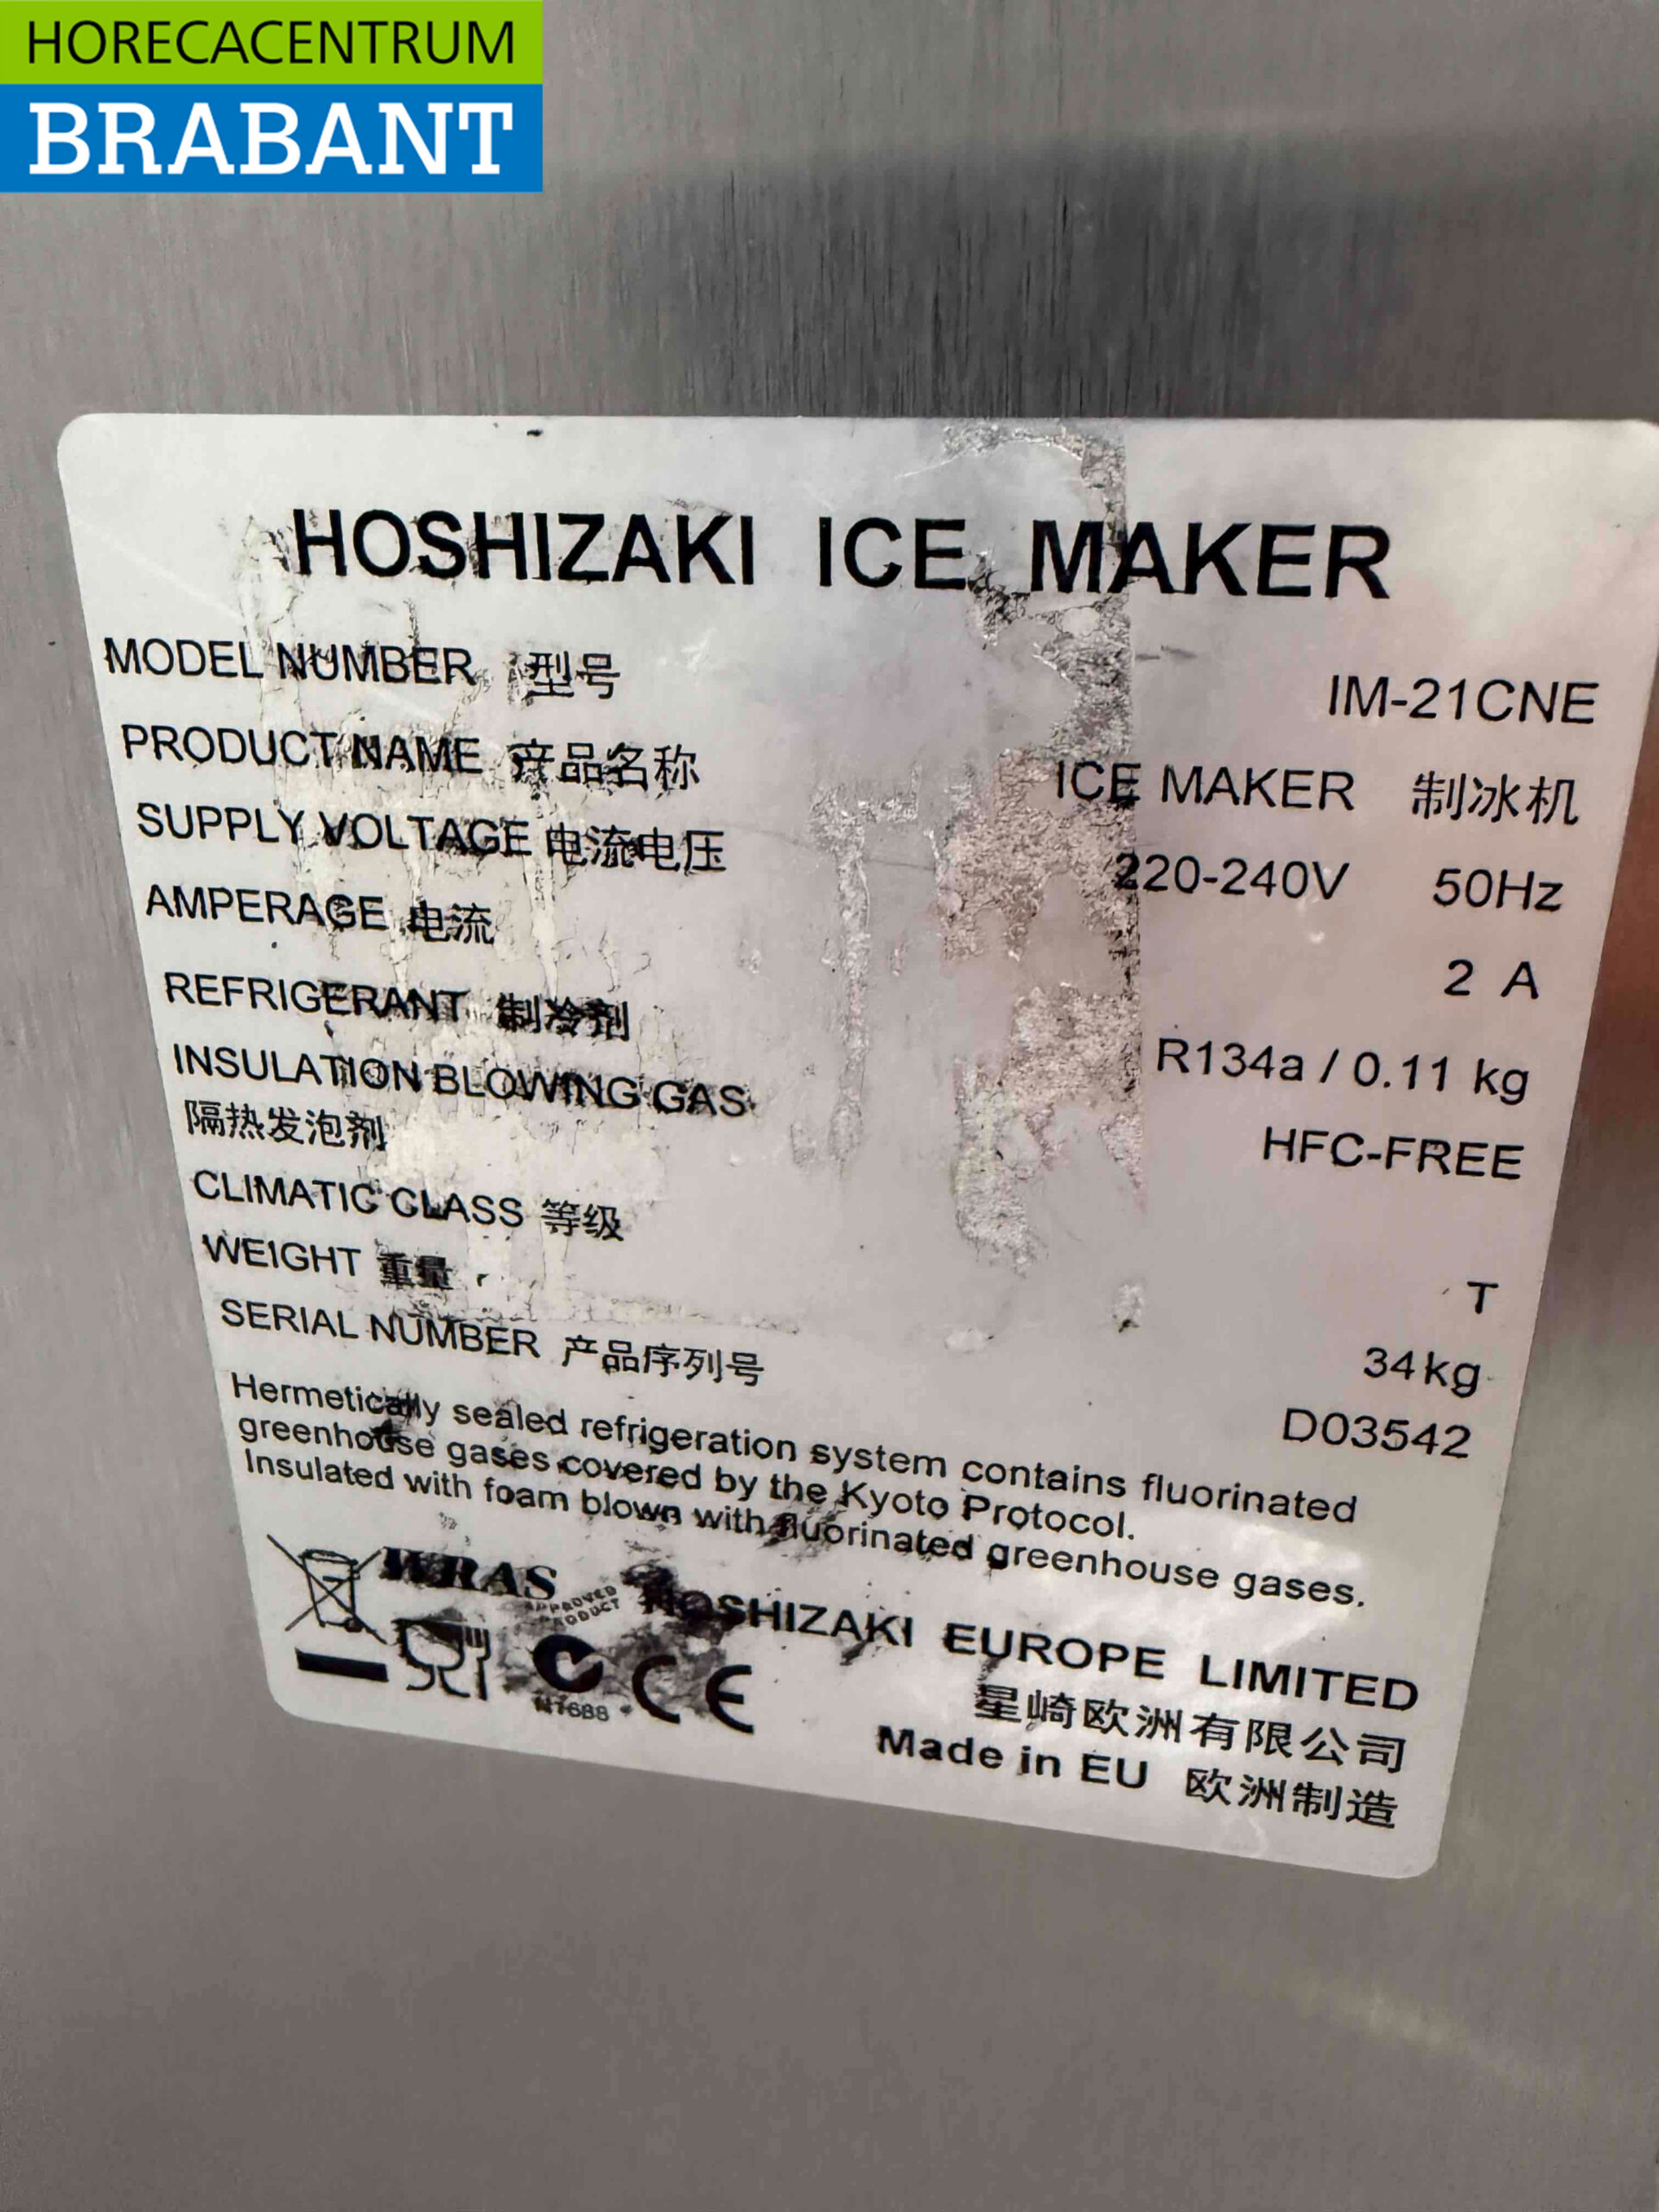 HORECACENTRUM
BRABANT
HOSHIZAKI ICE MAKER
MODEL NUMBER 型号 IM-21CNE
PRODUCT NAME 产品名称 ICE MAKER 制冰机
SUPPLY VOLTAGE 电流电压 220-240V 50Hz
AMPERAGE 电流 2 A
REFRIGERANT 制冷剂 R134a / 0.11 kg
INSULATION BLOWING GAS HFC-FREE
隔热发泡剂
CLIMATIC CLASS 等级 T
WEIGHT 重量 34kg
SERIAL NUMBER 产品序列号 D03542
Hermetically sealed refrigeration system contains fluorinated
greenhouse gases covered by the Kyoto Protocol.
Insulated with foam blown with fluorinated greenhouse gases.
WRAS
APPROVED
PRODUCT
HOSHIZAKI EUROPE LIMITED
N7688
CE
星崎欧洲有限公司
Made in EU 欧洲制造